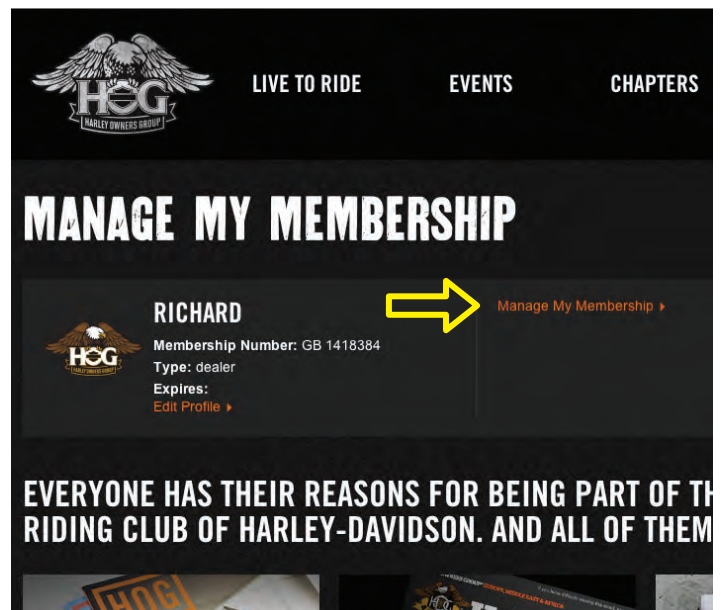 HOG
HARLEY OWNERS GROUP
LIVE TO RIDE
EVENTS
CHAPTERS
MANAGE MY MEMBERSHIP
HOG
RICHARD
Membership Number: GB 1418384
Type: dealer
Expires:
Edit Profile
Manage My Membership
EVERYONE HAS THEIR REASONS FOR BEING PART OF TH
RIDING CLUB OF HARLEY-DAVIDSON. AND ALL OF THEM
HOG